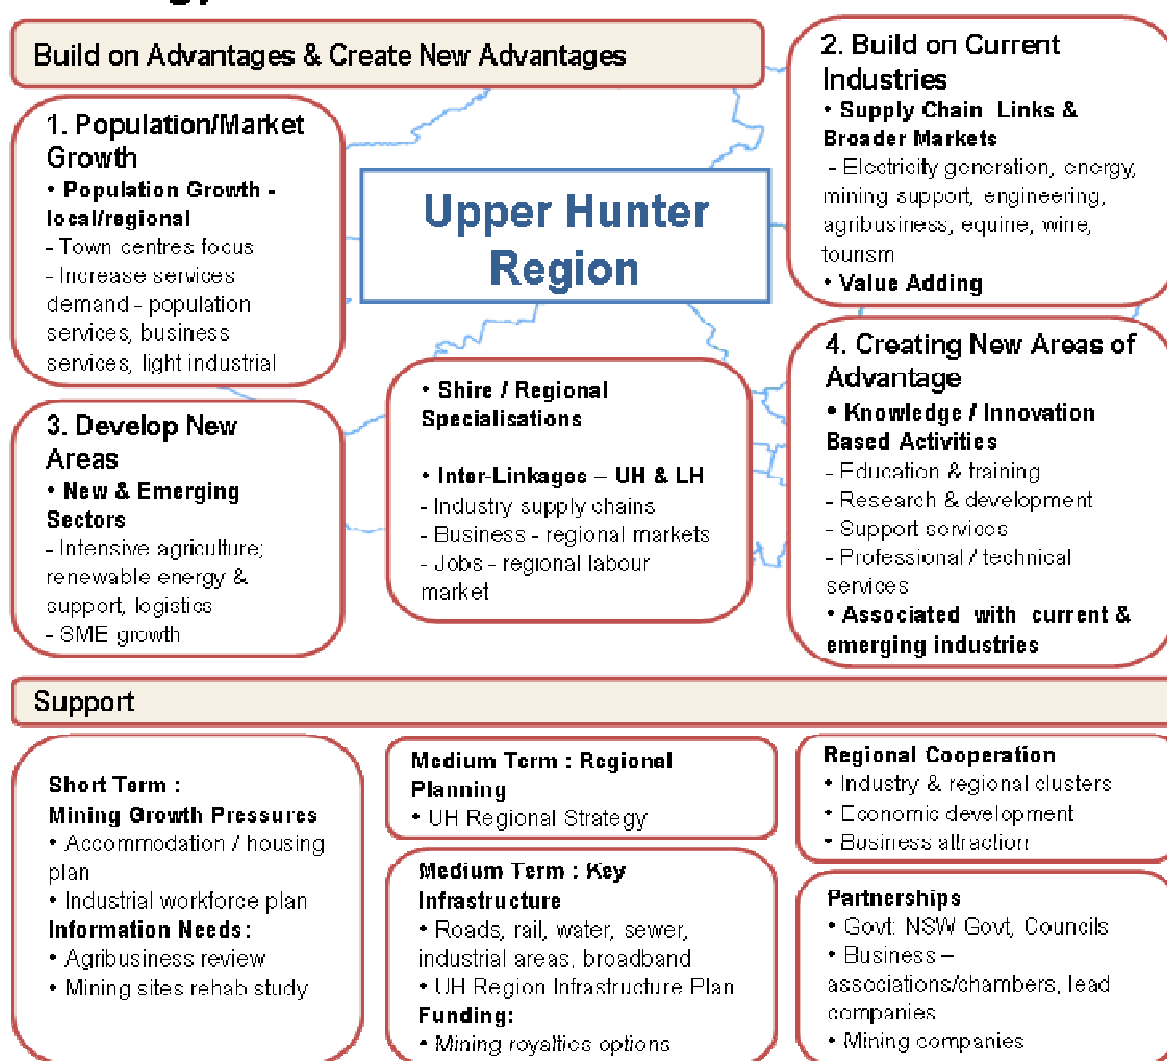 Build on Advantages & Create New Advantages
1. Population/Market
Growth
• Population Growth -
local/regional
- Town centres focus
- Increase services
demand - population
services, business
services, light industrial
Upper Hunter
Region
2. Build on Current
Industries
• Supply Chain Links &
Broader Markets
- Electricity generation, energy,
mining support, engineering,
agribusiness, equine, wine,
tourism
• Value Adding
3. Develop New
Areas
• New & Emerging
Sectors
- Intensive agriculture;
renewable energy &
support, logistics
- SME growth
• Shire / Regional
Specialisations
• Inter-Linkages – UH & LH
- Industry supply chains
- Business - regional markets
- Jobs - regional labour
market
4. Creating New Areas of
Advantage
• Knowledge / Innovation
Based Activities
- Education & training
- Research & development
- Support services
- Professional / technical
services
• Associated with current &
emerging industries
Support
Short Term :
Mining Growth Pressures
• Accommodation / housing
plan
• Industrial workforce plan
Information Needs:
• Agribusiness review
• Mining sites rehab study
Medium Term : Regional
Planning
• UH Regional Strategy
Medium Term : Key
Infrastructure
• Roads, rail, water, sewer,
industrial areas, broadband
• UH Region Infrastructure Plan
Funding:
• Mining royalties options
Regional Cooperation
• Industry & regional clusters
• Economic development
• Business attraction
Partnerships
• Govt: NSW Govt, Councils
• Business –
associations/chambers, lead
companies
• Mining companies